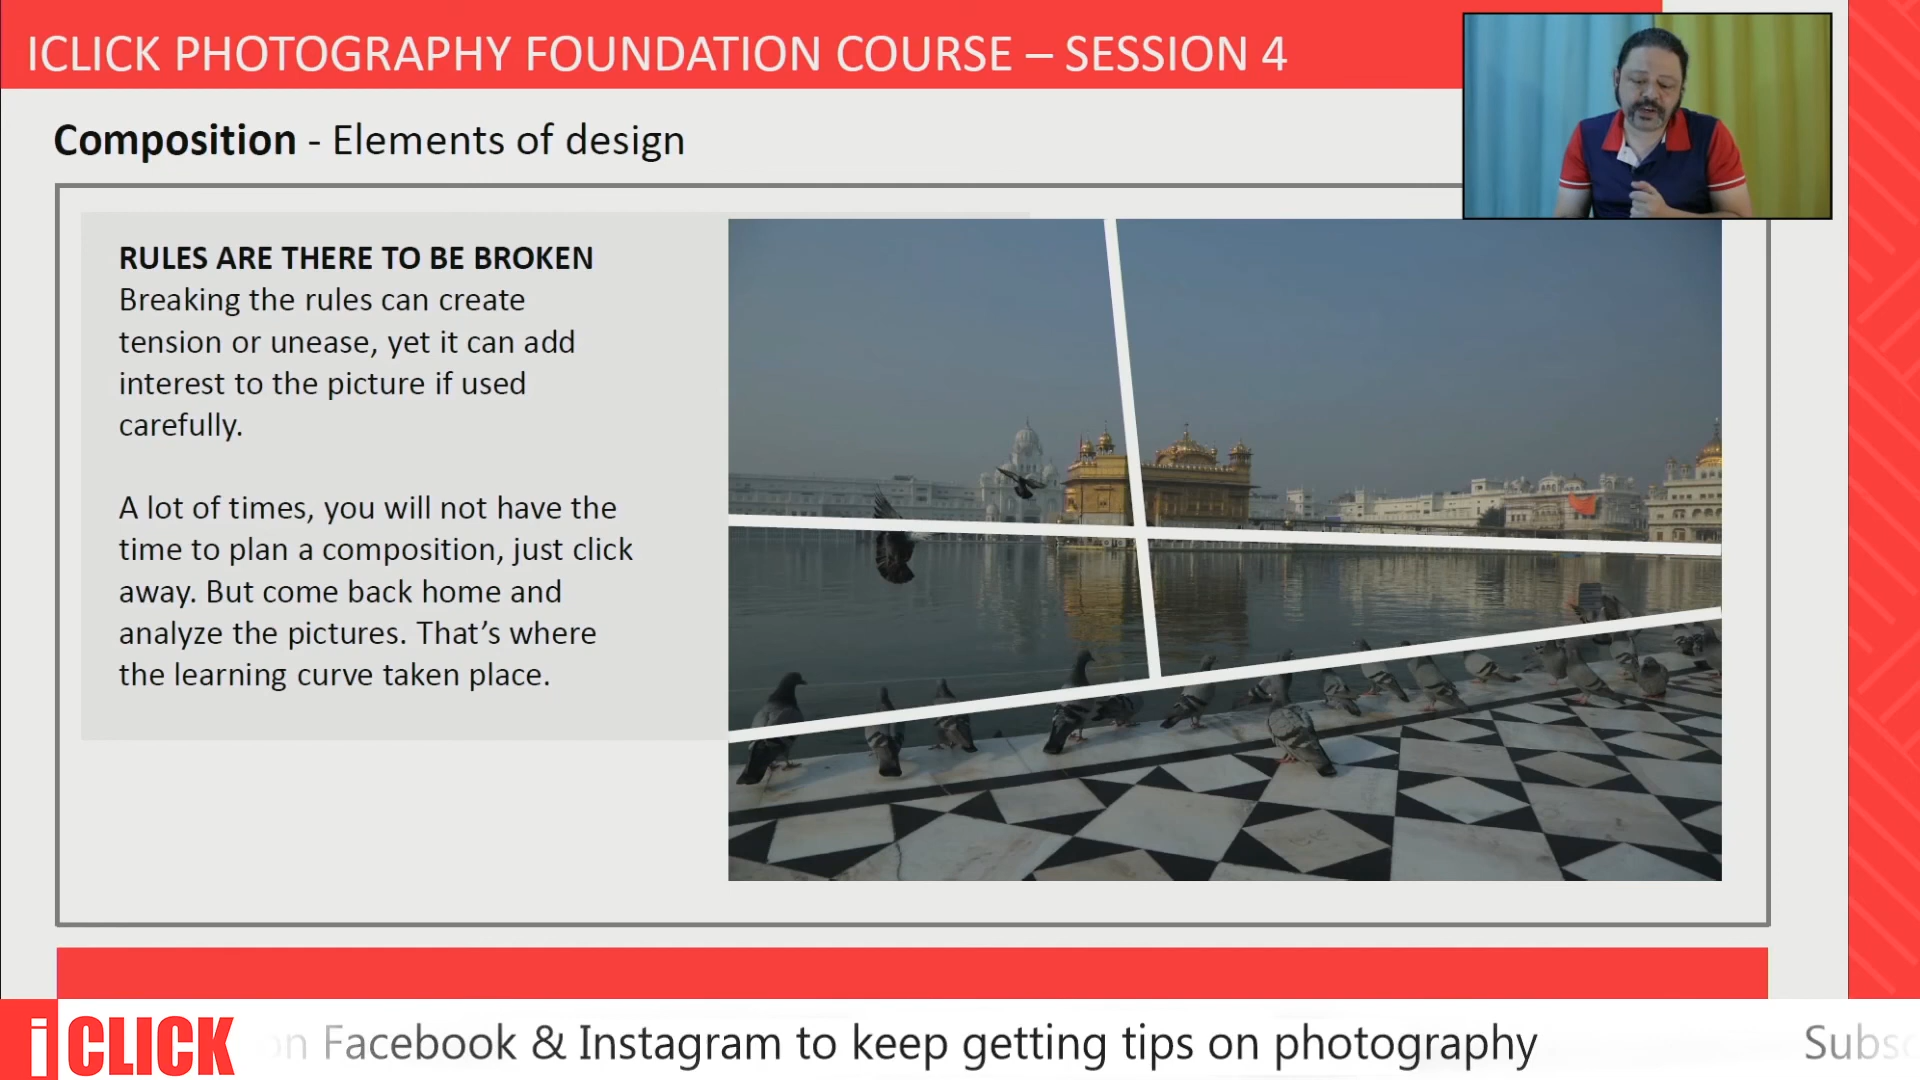 ICLICK PHOTOGRAPHY FOUNDATION COURSE – SESSION 4
Composition - Elements of design
RULES ARE THERE TO BE BROKEN
Breaking the rules can create
tension or unease, yet it can add
interest to the picture if used
carefully.
A lot of times, you will not have the
time to plan a composition, just click
away. But come back home and
analyze the pictures. That’s where
the learning curve taken place.
iCLICK
on Facebook & Instagram to keep getting tips on photography
Subsc